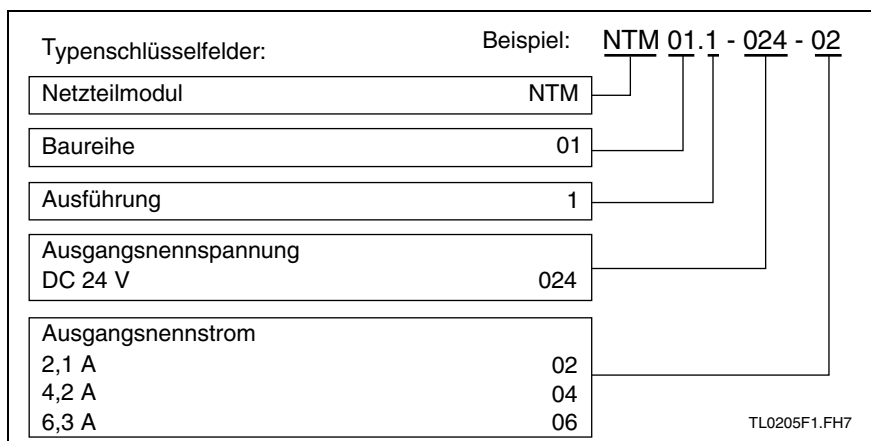 Typenschlüsselfelder: Beispiel: NTM 01.1 - 024 - 02
Netzteilmodul NTM
Baureihe 01
Ausführung 1
Ausgangsnennspannung
DC 24 V 024
Ausgangsnennstrom
2,1 A 02
4,2 A 04
6,3 A 06
TL0205F1.FH7